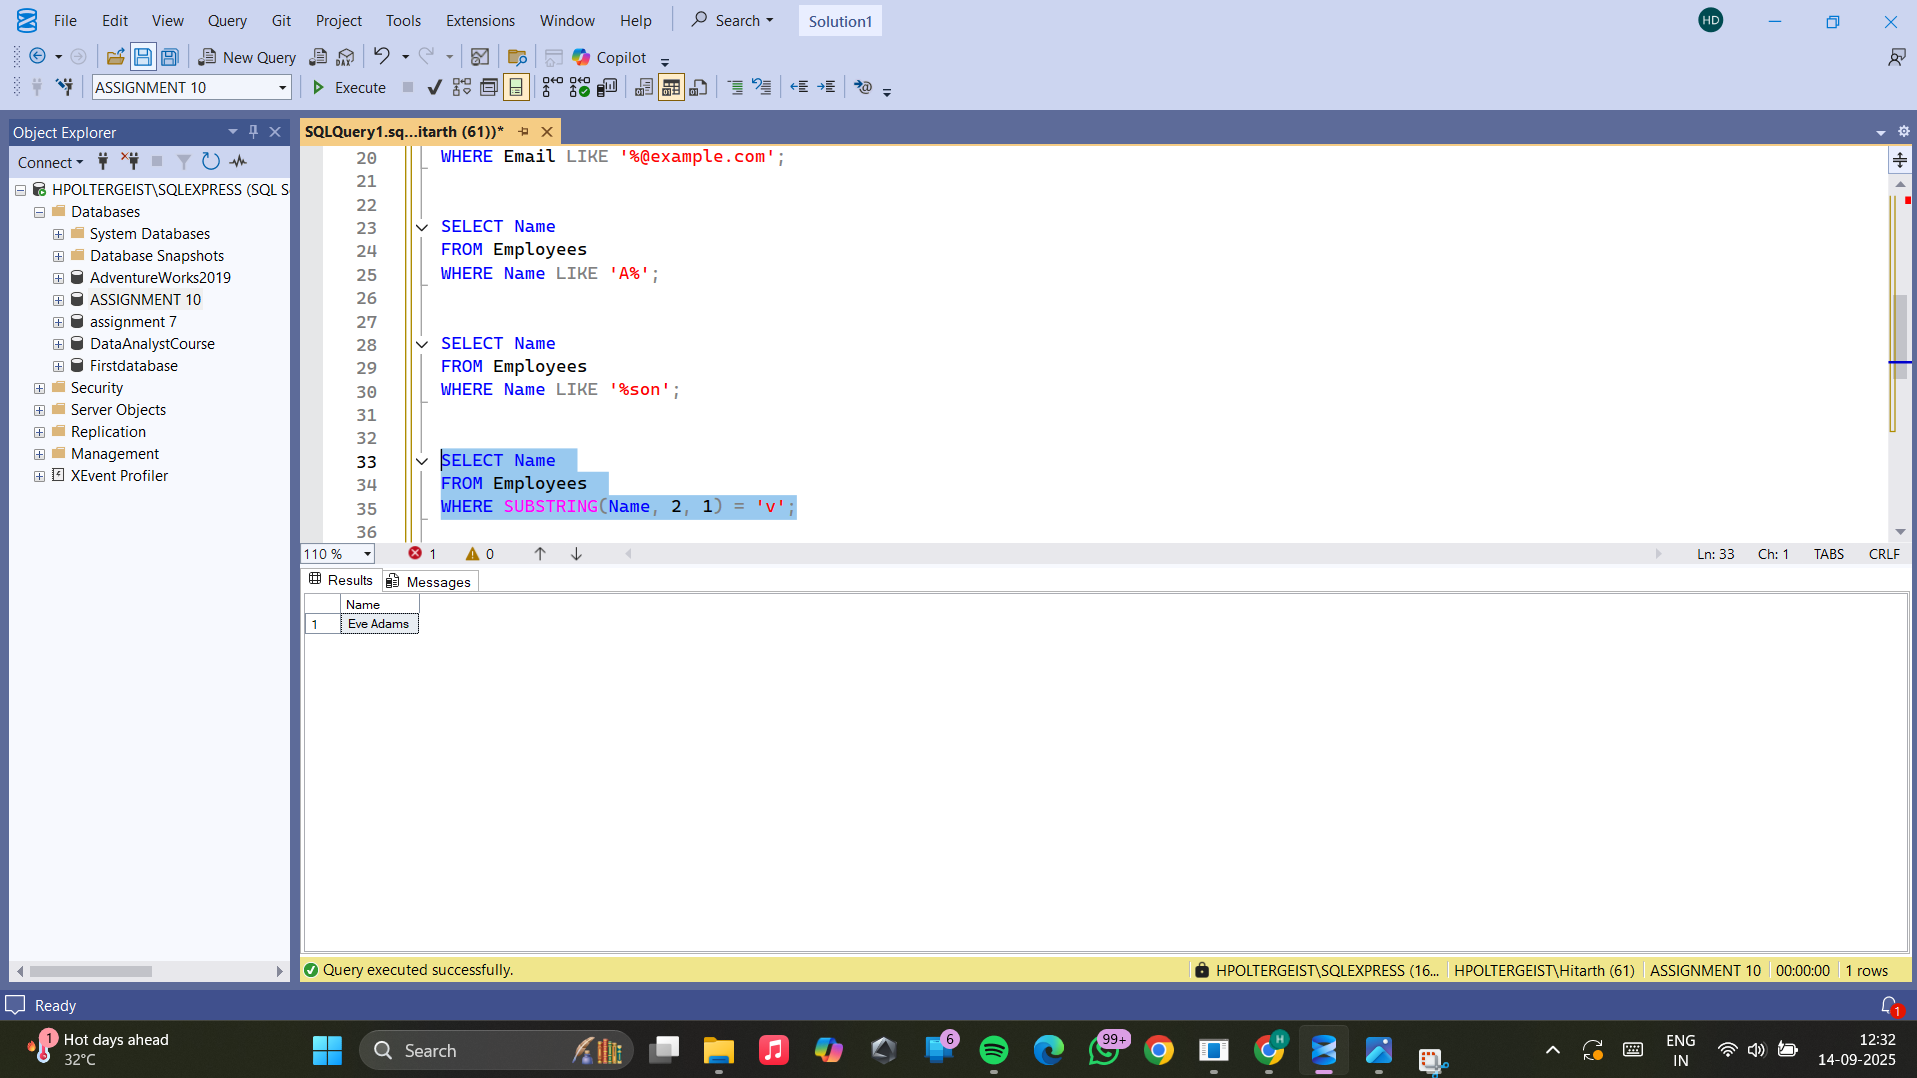 File Edit View Query Git Project Tools Extensions Window Help Search Solution1 HD
New Query DAX Copilot
ASSIGNMENT 10 Execute
Object Explorer
Connect
HPOLTERGEIST\SQLEXPRESS (SQL S
Databases
System Databases
Database Snapshots
AdventureWorks2019
ASSIGNMENT 10
assignment 7
DataAnalystCourse
Firstdatabase
Security
Server Objects
Replication
Management
XEvent Profiler
SQLQuery1.sq...itarth (61))*
20 WHERE Email LIKE '%@example.com';
21
22
23 SELECT Name
24 FROM Employees
25 WHERE Name LIKE 'A%';
26
27
28 SELECT Name
29 FROM Employees
30 WHERE Name LIKE '%son';
31
32
33 SELECT Name
34 FROM Employees
35 WHERE SUBSTRING(Name, 2, 1) = 'v';
36
110 % 1 0 Ln: 33 Ch: 1 TABS CRLF
Results Messages
Name
1 Eve Adams
Query executed successfully. HPOLTERGEIST\SQLEXPRESS (16... HPOLTERGEIST\Hitarth (61) ASSIGNMENT 10 00:00:00 1 rows
Ready 1
1 Hot days ahead
32°C
Search 6 99+ H
ENG
IN
12:32
14-09-2025